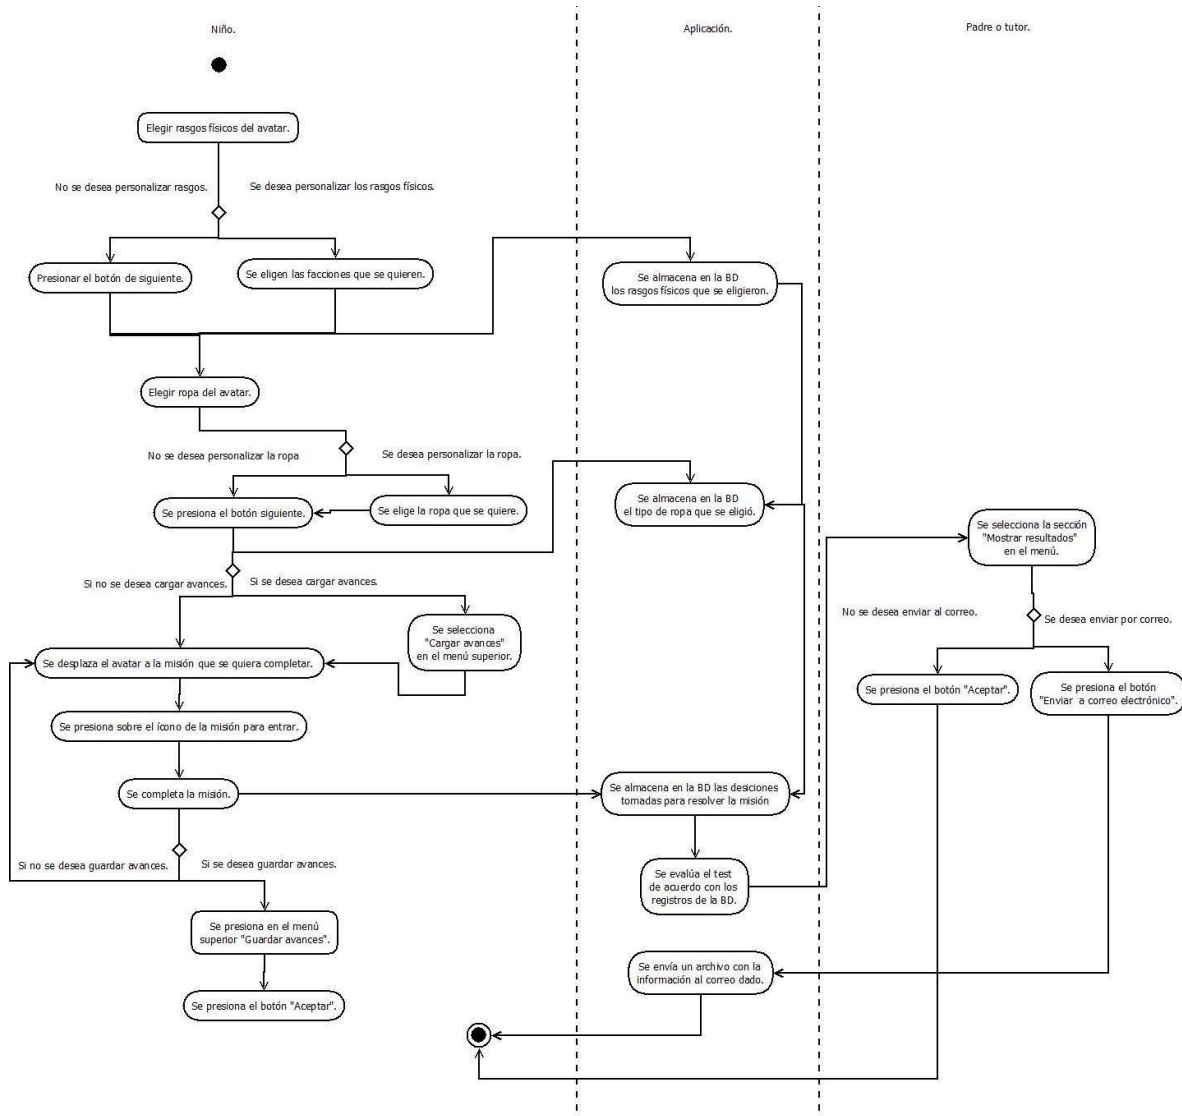 Niño.
Aplicación.
Padre o tutor.
Elegir rasgos físicos del avatar.
No se desea personalizar rasgos.
Se desea personalizar los rasgos físicos.
Presionar el botón de siguiente.
Se eligen las facciones que se quieren.
Se almacena en la BD
los rasgos físicos que se eligieron.
Elegir ropa del avatar.
No se desea personalizar la ropa
Se desea personalizar la ropa.
Se presiona el botón siguiente.
Se elige la ropa que se quiere.
Se almacena en la BD
el tipo de ropa que se eligió.
Se selecciona la sección
"Mostrar resultados"
en el menú.
Si no se desea cargar avances.
Si se desea cargar avances.
Se selecciona
"Cargar avances"
en el menú superior.
No se desea enviar al correo.
Se desea enviar por correo.
Se desplaza el avatar a la misión que se quiera completar.
Se presiona el botón "Aceptar".
Se presiona el botón
"Enviar a correo electrónico".
Se presiona sobre el ícono de la misión para entrar.
Se completa la misión.
Se almacena en la BD las desiciones
tomadas para resolver la misión
Si no se desea guardar avances.
Si se desea guardar avances.
Se evalúa el test
de acuerdo con los
registros de la BD.
Se presiona en el menú
superior "Guardar avances".
Se envía un archivo con la
información al correo dado.
Se presiona el botón "Aceptar".